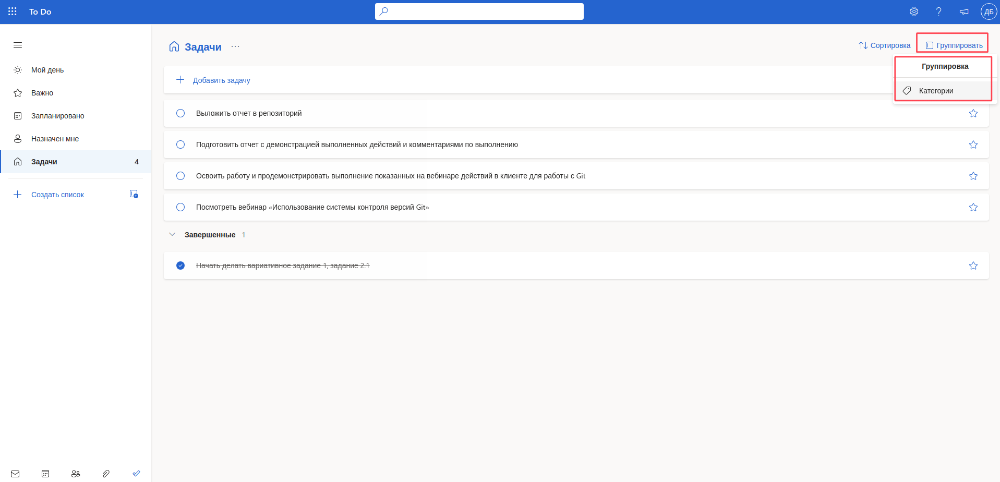 To Do
ДБ
Мой день
Важно
Запланировано
Назначен мне
Задачи 4
Создать список
Задачи ...
Сортировка Группировать
Группировка
Категории
Добавить задачу
Выложить отчет в репозиторий
Подготовить отчет с демонстрацией выполненных действий и комментариями по выполнению
Освоить работу и продемонстрировать выполнение показанных на вебинаре действий в клиенте для работы с Git
Посмотреть вебинар «Использование системы контроля версий Git»
Завершенные 1
Начать делать вариативное задание 1, задание 2.1